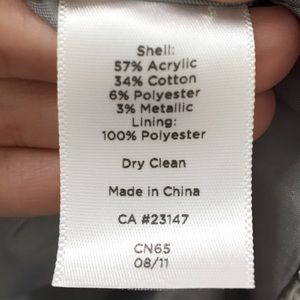 Shell:
57% Acrylic
34% Cotton
6% Polyester
3% Metallic
Lining:
100% Polyester
Dry Clean
Made in China
CA #23147
CN65
08/11